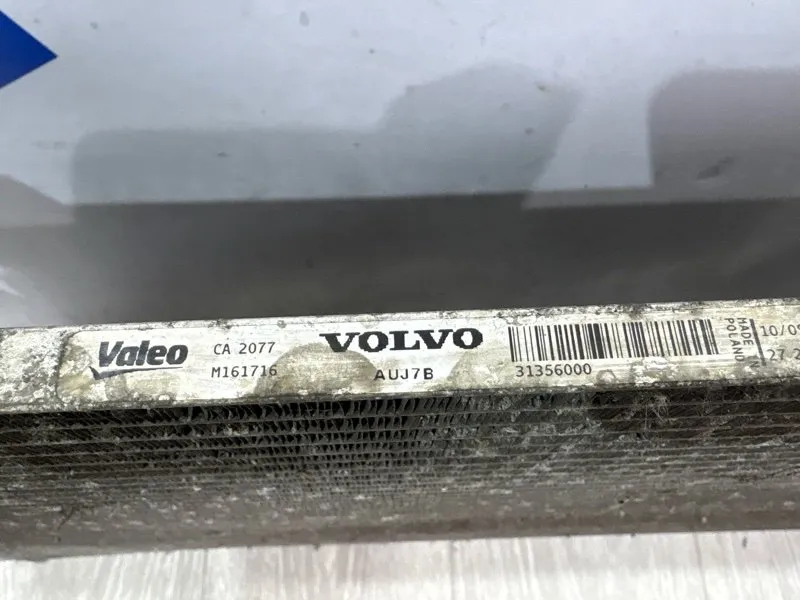 Valeo
CA 2077
M161716
VOLVO
AUJ7B
31356000
MADE IN
POLAND